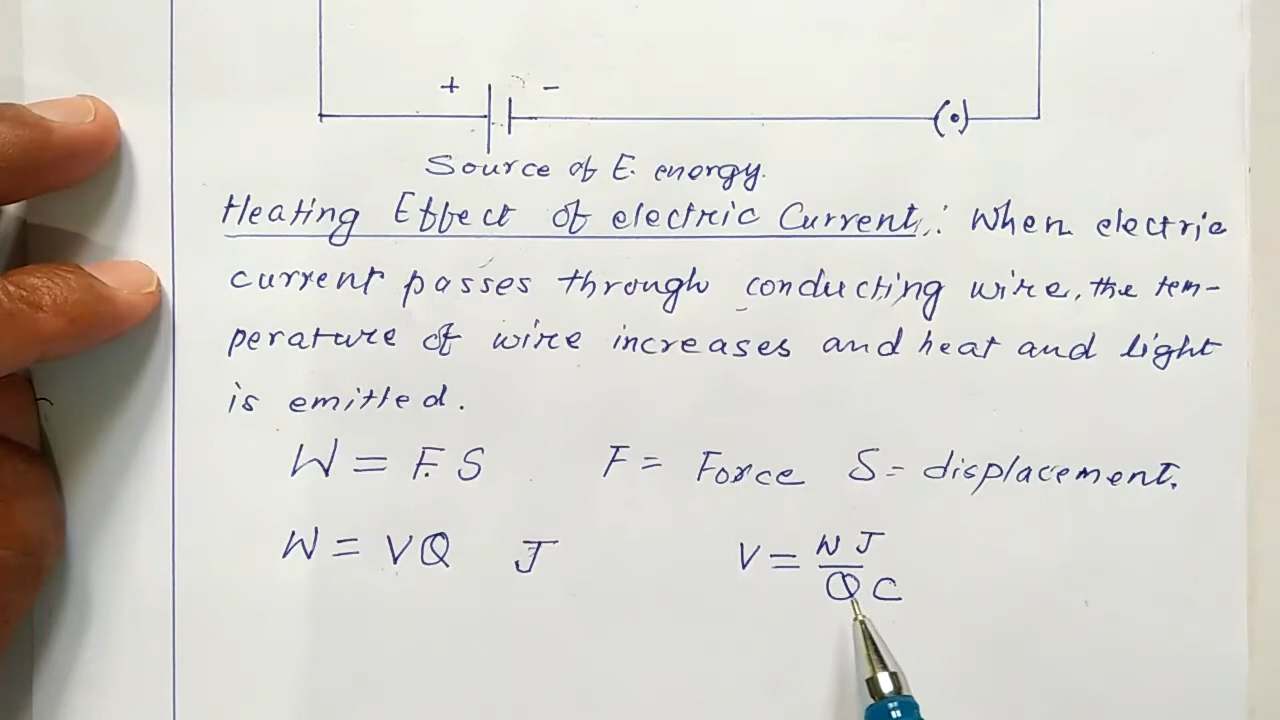 + -
Source of E. energy.
Heating Effect of electric Current: When electric
current passes through conducting wire, the tem-
perature of wire increases and heat and light
is emitted.
W = F.S F = Force S = displacement.
W = VQ J V = W J / Q C